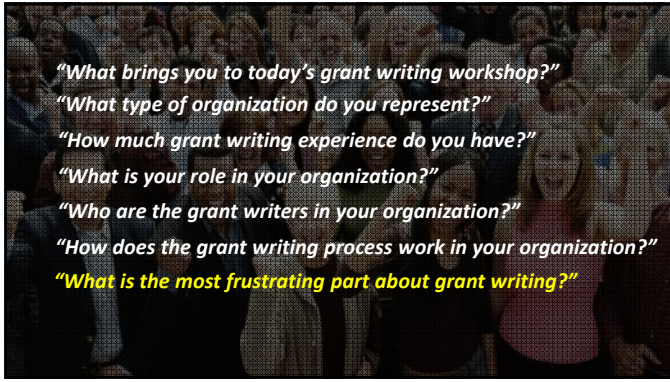 “What brings you to today’s grant writing workshop?”
“What type of organization do you represent?”
“How much grant writing experience do you have?”
“What is your role in your organization?”
“Who are the grant writers in your organization?”
“How does the grant writing process work in your organization?”
“What is the most frustrating part about grant writing?”